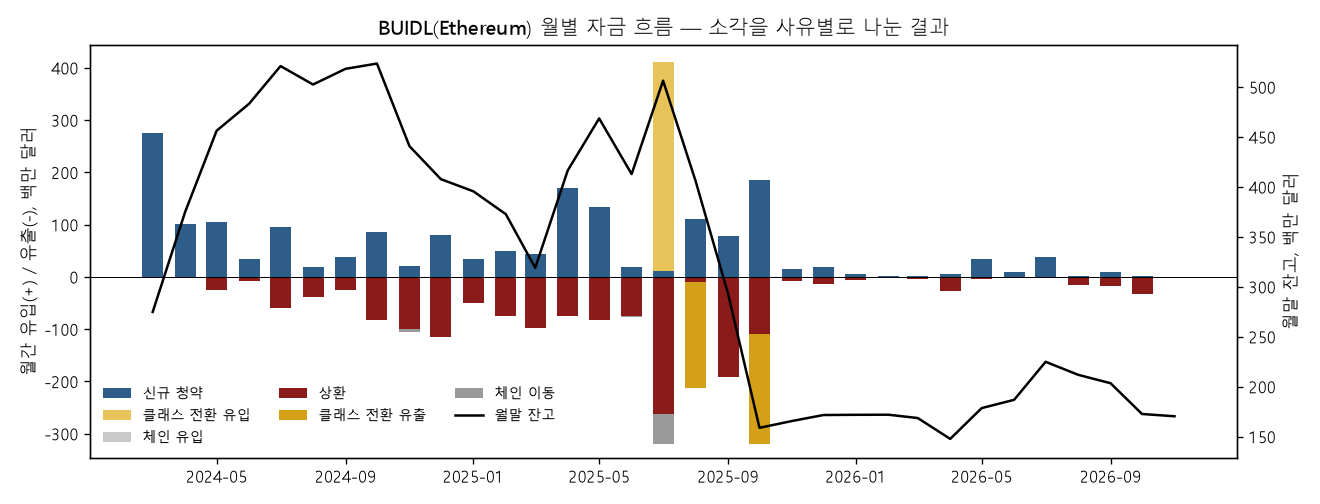 BUIDL(Ethereum) 월별 자금 흐름 — 소각을 사유별로 나눈 결과
월간 유입(+) / 유출(-), 백만 달러
400
300
200
100
0
-100
-200
-300
신규 청약
상환
체인 이동
클래스 전환 유입
클래스 전환 유출
월말 잔고
체인 유입
500
450
400
350
300
250
200
150
월말 잔고, 백만 달러
2024-05
2024-09
2025-01
2025-05
2025-09
2026-01
2026-05
2026-09